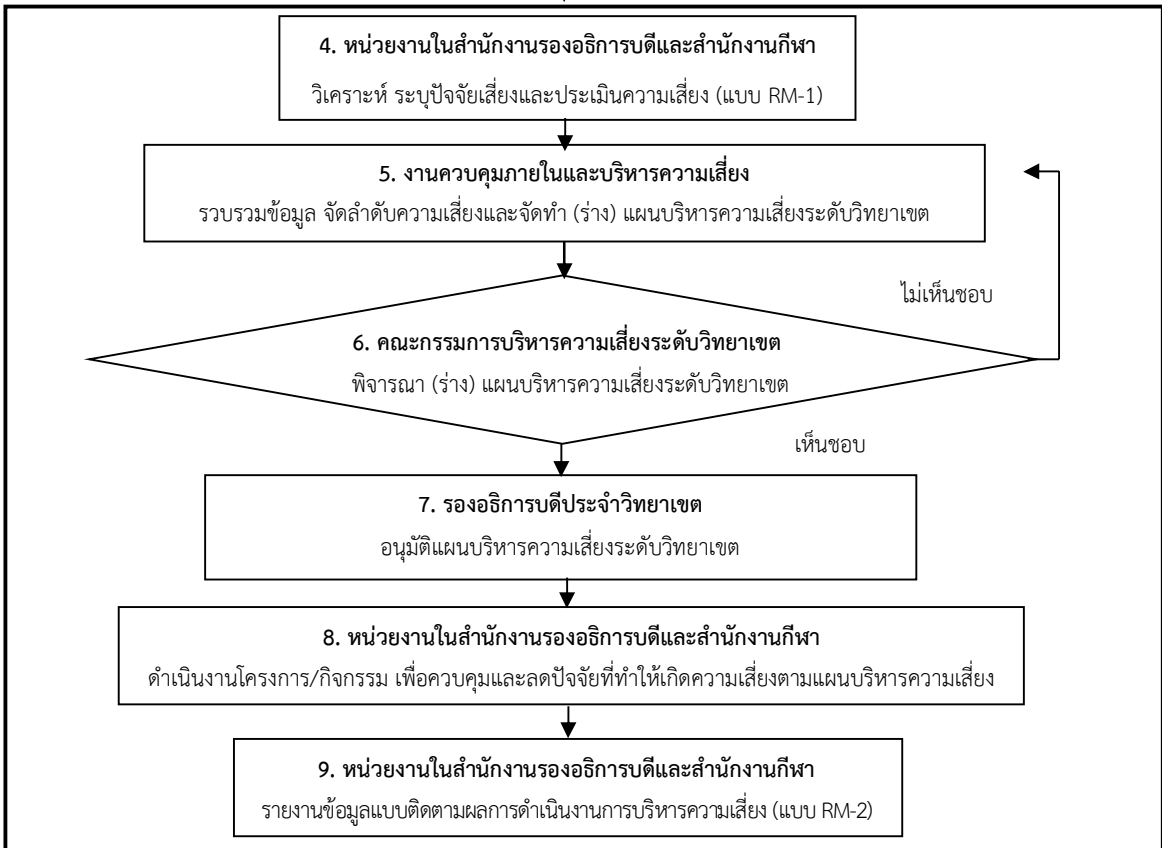 4. หน่วยงานในสำนักงานรองอธิการบดีและสำนักงานกีฬา
วิเคราะห์ ระบุปัจจัยเสี่ยงและประเมินความเสี่ยง (แบบ RM-1)
5. งานควบคุมภายในและบริหารความเสี่ยง
รวบรวมข้อมูล จัดลำดับความเสี่ยงและจัดทำ (ร่าง) แผนบริหารความเสี่ยงระดับวิทยาเขต
ไม่เห็นชอบ
6. คณะกรรมการบริหารความเสี่ยงระดับวิทยาเขต
พิจารณา (ร่าง) แผนบริหารความเสี่ยงระดับวิทยาเขต
เห็นชอบ
7. รองอธิการบดีประจำวิทยาเขต
อนุมัติแผนบริหารความเสี่ยงระดับวิทยาเขต
8. หน่วยงานในสำนักงานรองอธิการบดีและสำนักงานกีฬา
ดำเนินงานโครงการ/กิจกรรม เพื่อควบคุมและลดปัจจัยที่ทำให้เกิดความเสี่ยงตามแผนบริหารความเสี่ยง
9. หน่วยงานในสำนักงานรองอธิการบดีและสำนักงานกีฬา
รายงานข้อมูลแบบติดตามผลการดำเนินงานการบริหารความเสี่ยง (แบบ RM-2)